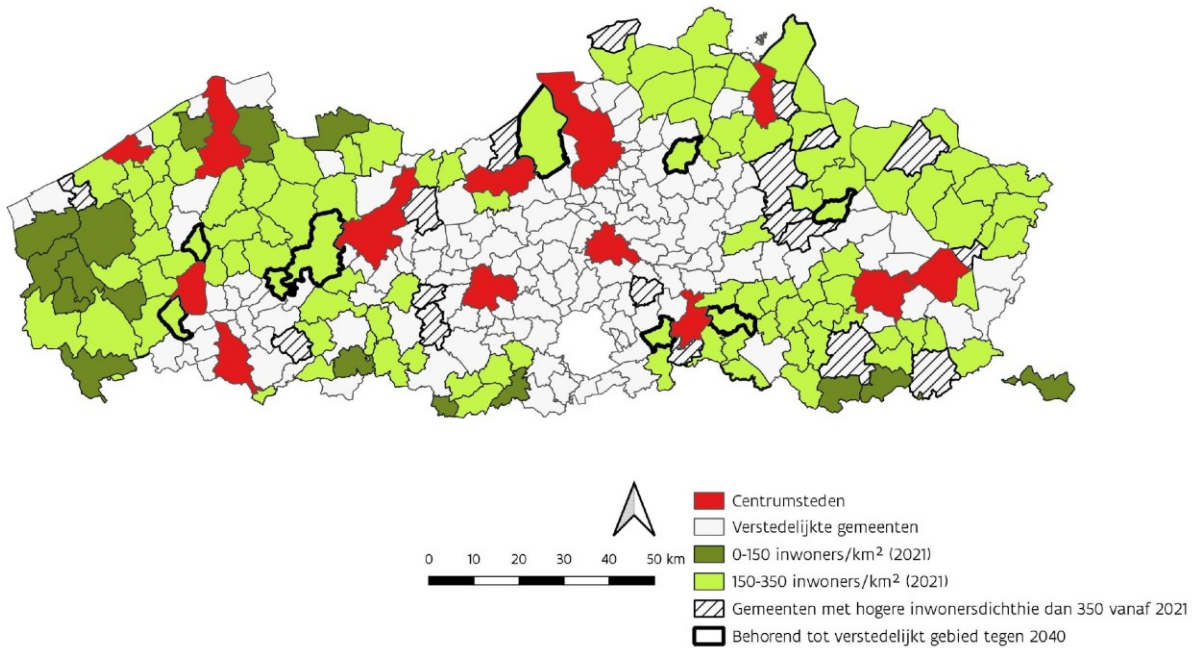 0 10 20 30 40 50 km
Centrumsteden
Verstedelijkte gemeenten
0-150 inwoners/km² (2021)
150-350 inwoners/km² (2021)
Gemeenten met hogere inwonersdichthie dan 350 vanaf 2021
Behorend tot verstedelijkt gebied tegen 2040